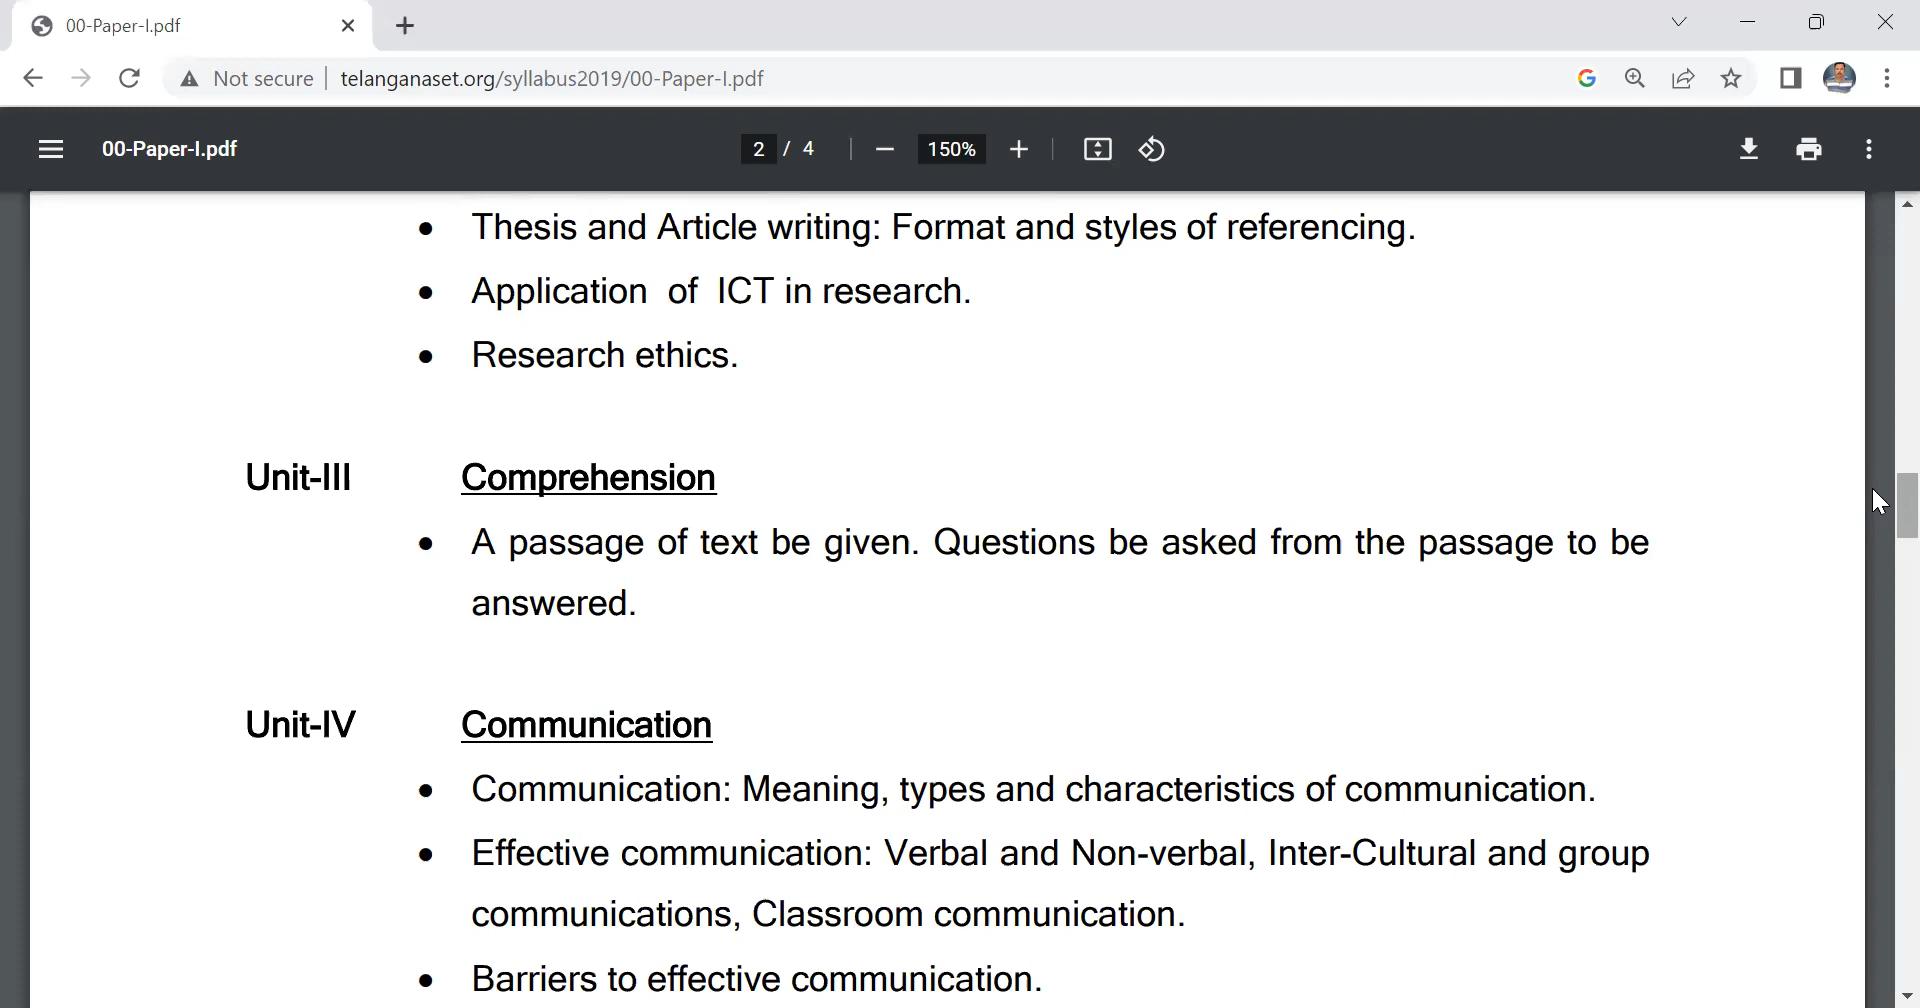 00-Paper-I.pdf
Not secure
telanganaset.org/syllabus2019/00-Paper-I.pdf
00-Paper-I.pdf
2 / 4
150%
• Thesis and Article writing: Format and styles of referencing.
• Application of ICT in research.
• Research ethics.
Unit-III Comprehension
• A passage of text be given. Questions be asked from the passage to be
answered.
Unit-IV Communication
• Communication: Meaning, types and characteristics of communication.
• Effective communication: Verbal and Non-verbal, Inter-Cultural and group
communications, Classroom communication.
• Barriers to effective communication.